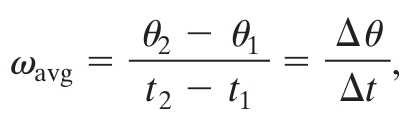 ω_avg = (θ₂ − θ₁) / (t₂ − t₁) = Δθ / Δt,